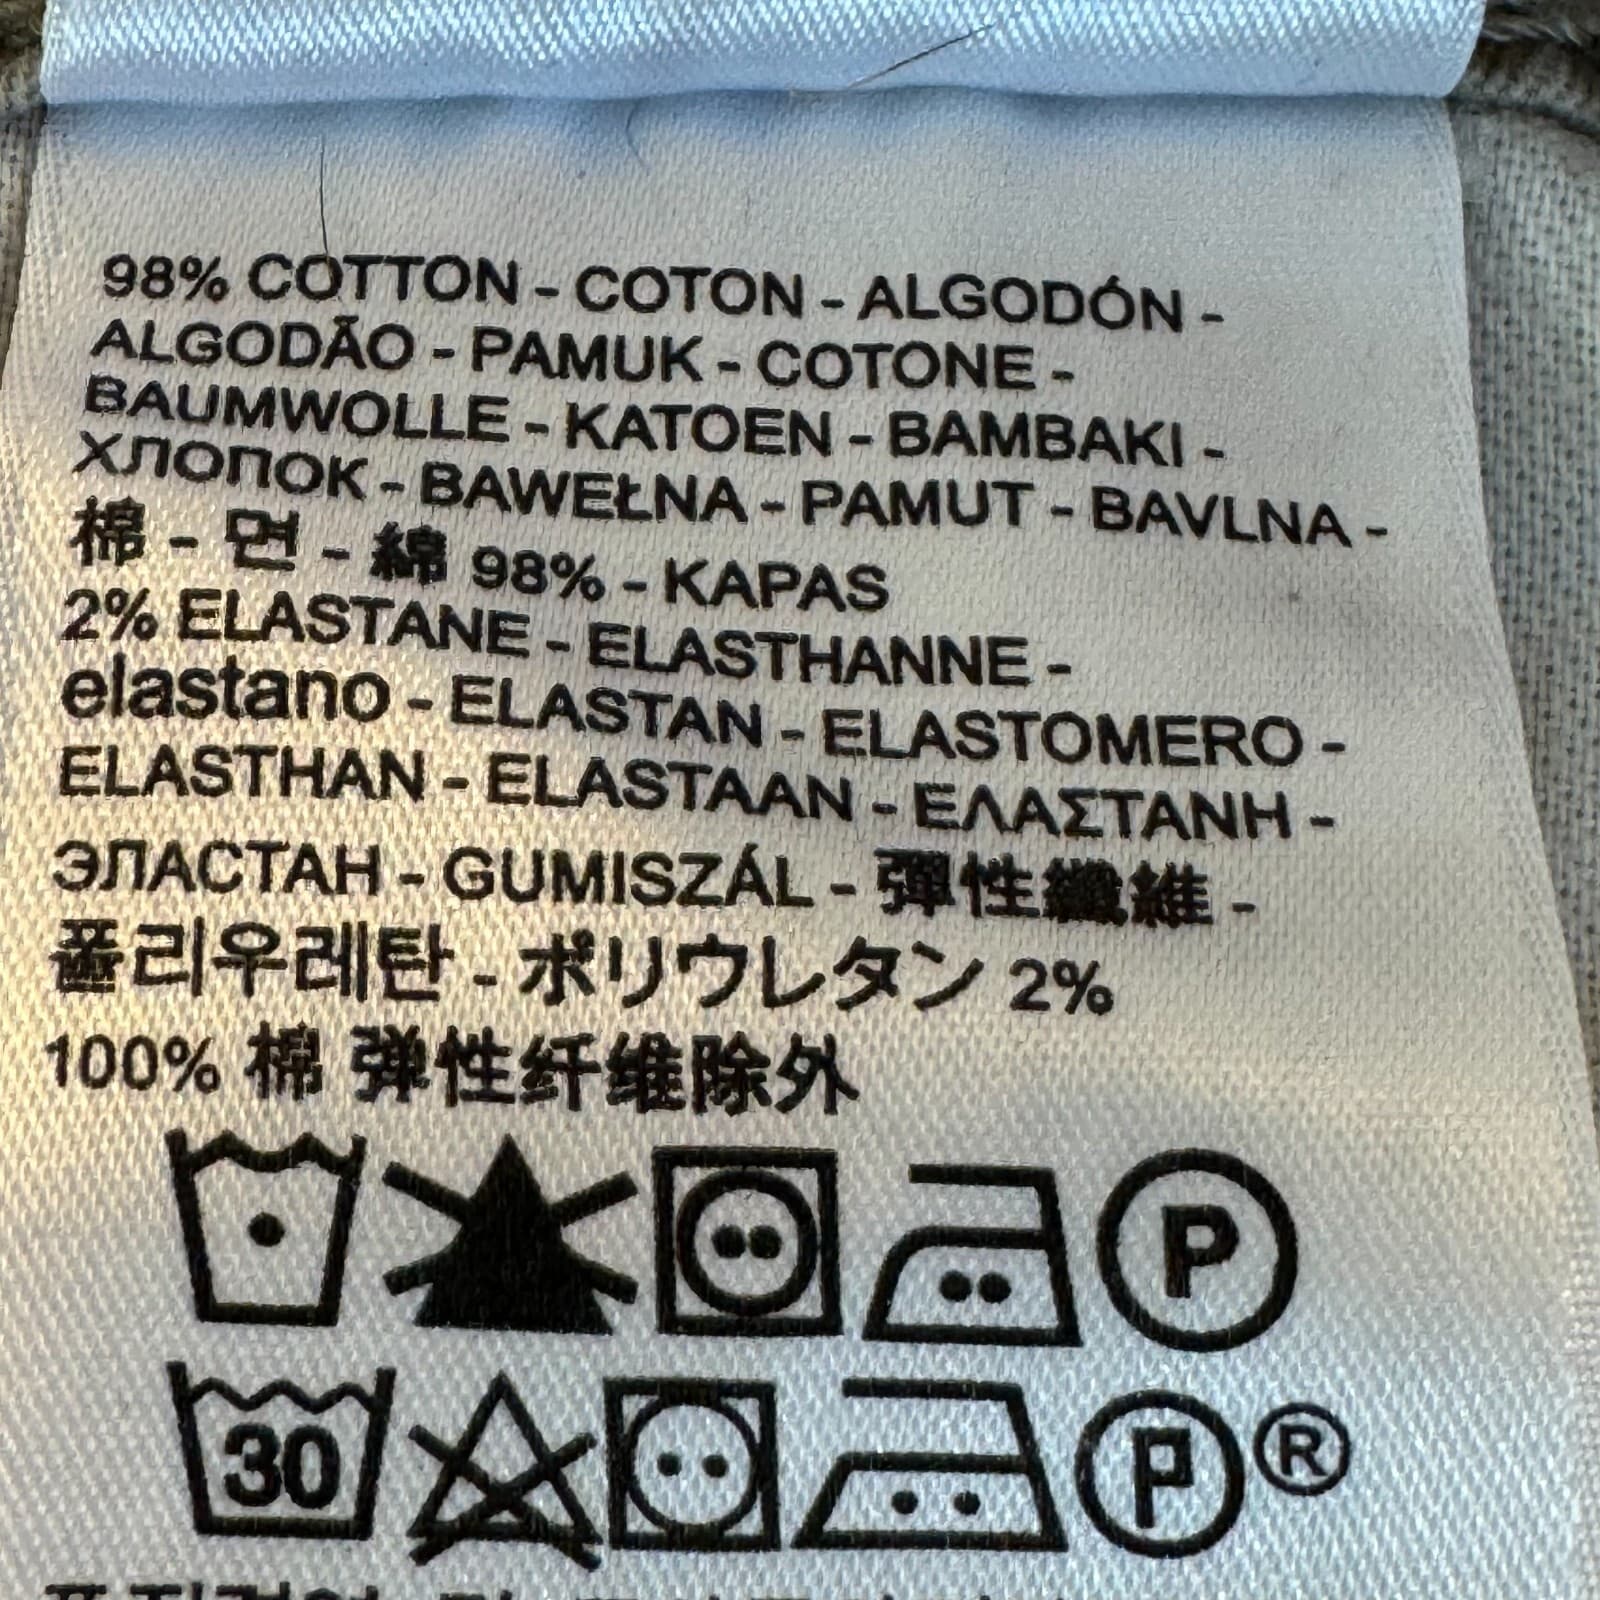 98% COTTON - COTON - ALGODÓN -
ALGODÃO - PAMUK - COTONE -
BAUMWOLLE - KATOEN - BAMBAKI -
ХЛОПОК - BAWEŁNA - PAMUT - BAVLNA -
棉 - 면 - 綿 98% - KAPAS
2% ELASTANE - ELASTHANNE -
elastano - ELASTAN - ELASTOMERO -
ELASTHAN - ELASTAAN - ΕΛΑΣΤΑΝΗ -
ЭЛАСТАН - GUMISZÁL - 彈性纖維 -
폴리우레탄 - ポリウレタン 2%
100% 棉 弹性纤维除外
P
30 P ®